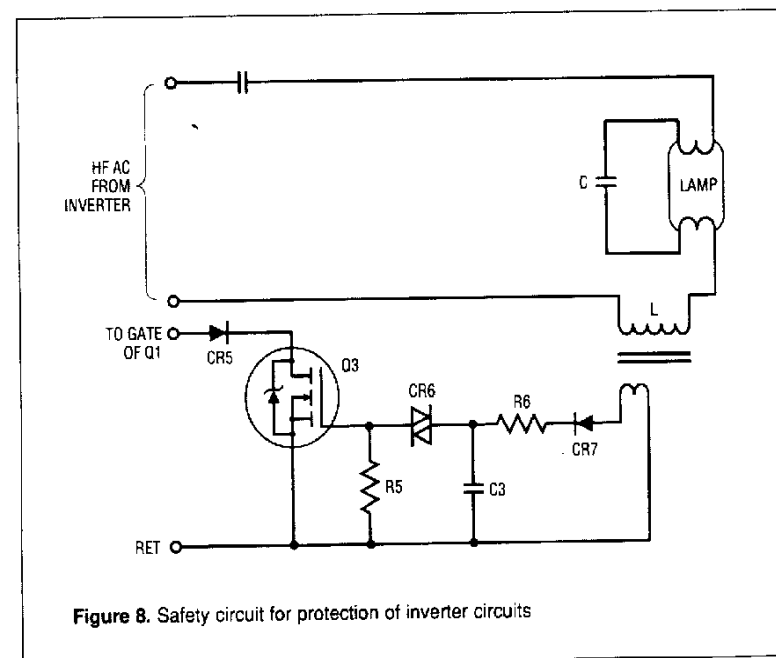 HF AC
FROM
INVERTER
C
LAMP
L
TO GATE
OF Q1
CR5
Q3
CR6
R6
CR7
R5
C3
RET
Figure 8. Safety circuit for protection of inverter circuits